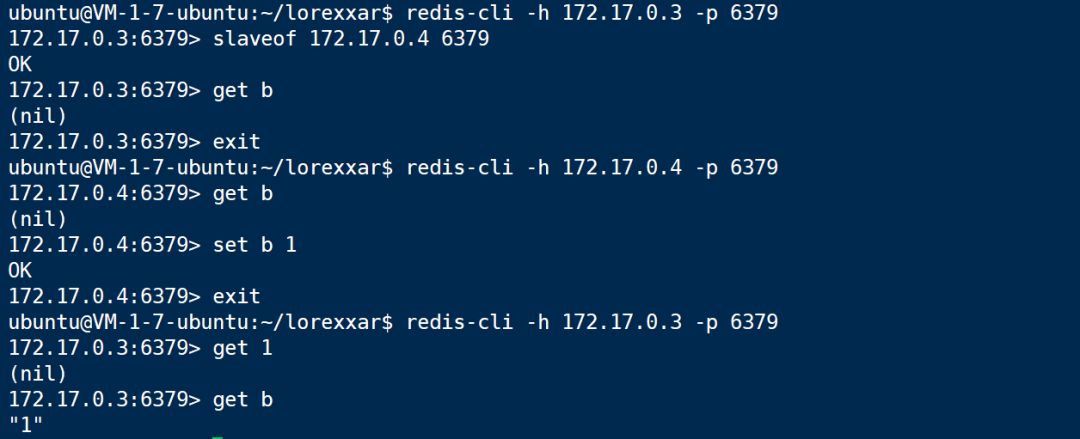 ubuntu@VM-1-7-ubuntu:~/lorexxar$ redis-cli -h 172.17.0.3 -p 6379
172.17.0.3:6379> slaveof 172.17.0.4 6379
OK
172.17.0.3:6379> get b
(nil)
172.17.0.3:6379> exit
ubuntu@VM-1-7-ubuntu:~/lorexxar$ redis-cli -h 172.17.0.4 -p 6379
172.17.0.4:6379> get b
(nil)
172.17.0.4:6379> set b 1
OK
172.17.0.4:6379> exit
ubuntu@VM-1-7-ubuntu:~/lorexxar$ redis-cli -h 172.17.0.3 -p 6379
172.17.0.3:6379> get 1
(nil)
172.17.0.3:6379> get b
"1"